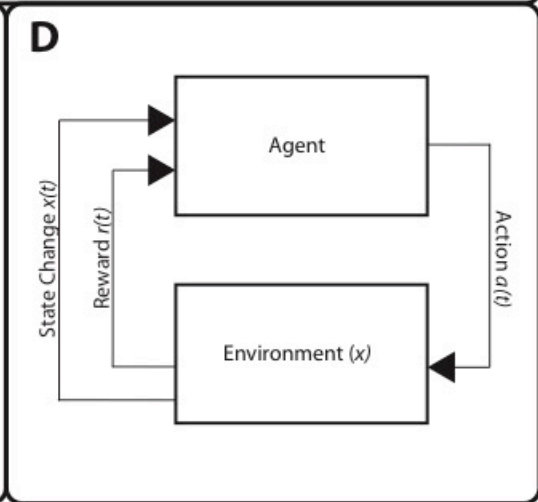 D
Agent
State Change x(t)
Reward r(t)
Action a(t)
Environment (x)